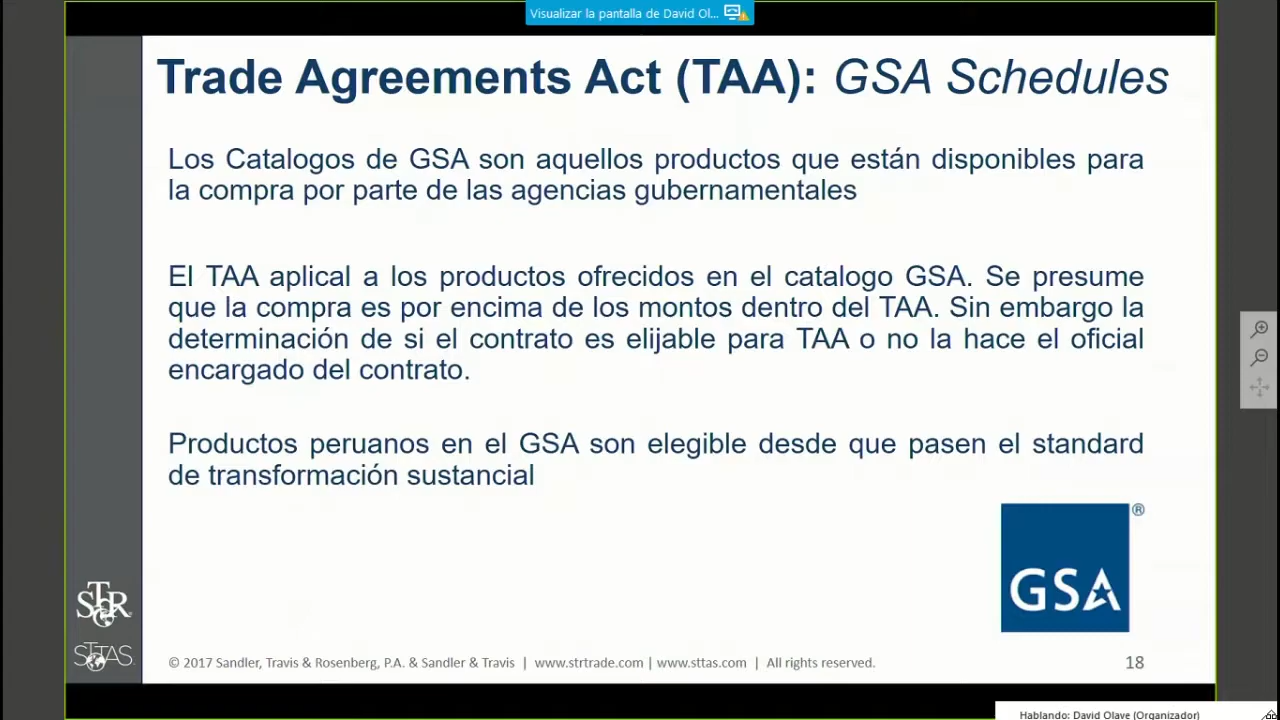 Visualizar la pantalla de David Ol...
Trade Agreements Act (TAA): GSA Schedules
Los Catalogos de GSA son aquellos productos que están disponibles para
la compra por parte de las agencias gubernamentales
El TAA aplical a los productos ofrecidos en el catalogo GSA. Se presume
que la compra es por encima de los montos dentro del TAA. Sin embargo la
determinación de si el contrato es elijable para TAA o no la hace el oficial
encargado del contrato.
Productos peruanos en el GSA son elegible desde que pasen el standard
de transformación sustancial
GSA®
ST&R
STTAS
© 2017 Sandler, Travis & Rosenberg, P.A. & Sandler & Travis | www.strtrade.com | www.sttas.com | All rights reserved.
18
Hablando: David Olave (Organizador)